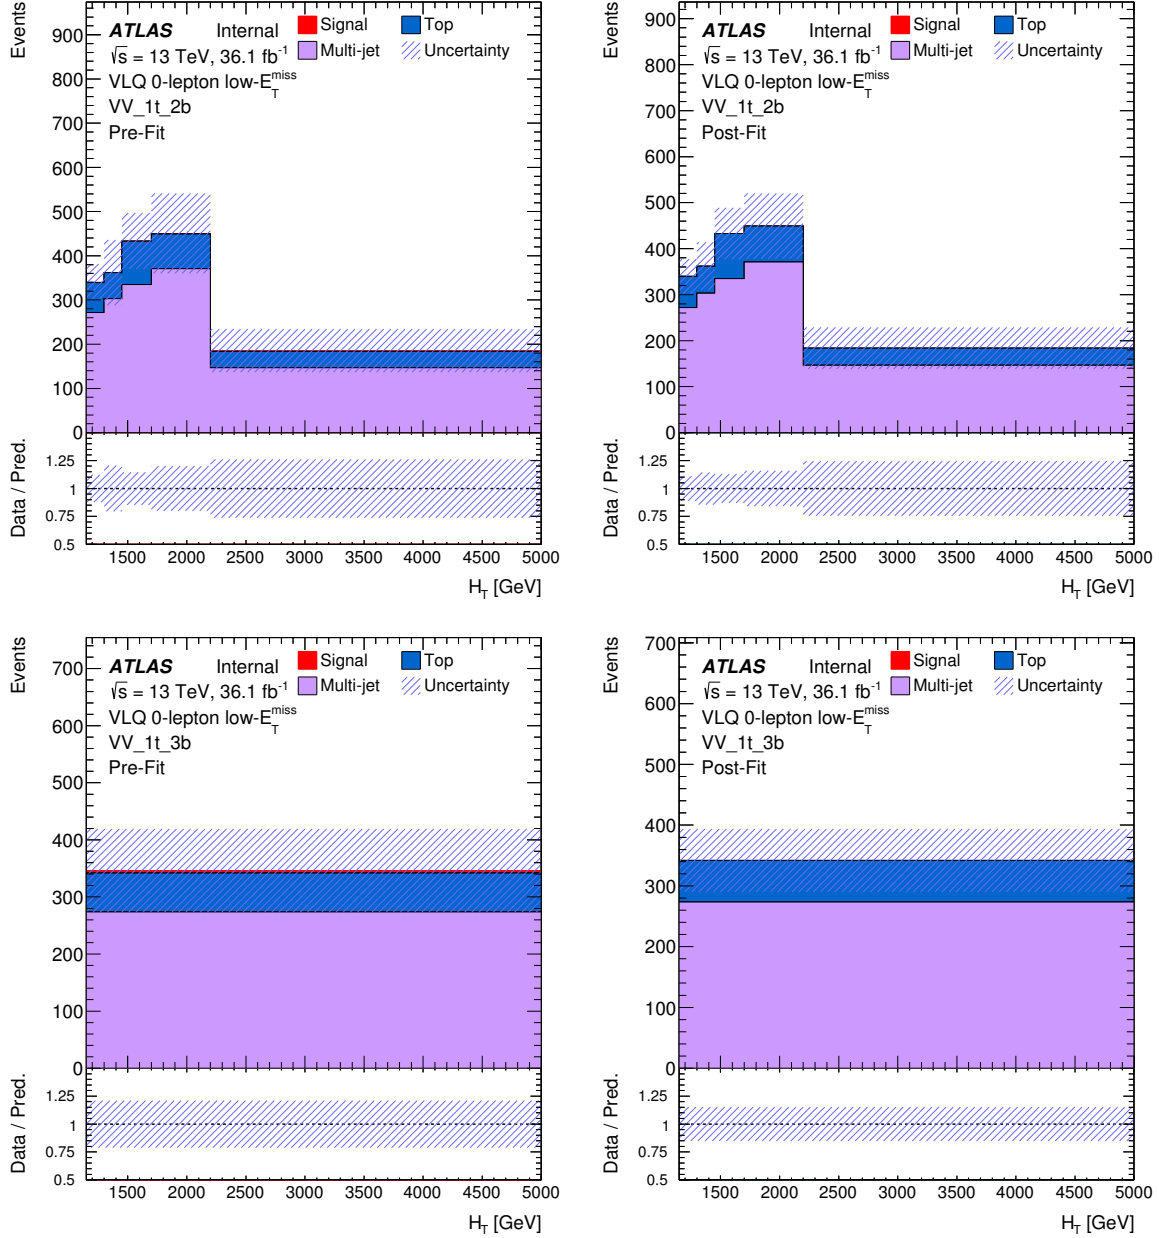 Events
900
800
700
600
500
400
300
200
100
0
ATLAS Internal
√s = 13 TeV, 36.1 fb⁻¹
VLQ 0-lepton low-E_T^miss
VV_1t_2b
Pre-Fit
Signal Top
Multi-jet Uncertainty
Data / Pred.
1.25
1
0.75
0.5
1500 2000 2500 3000 3500 4000 4500 5000
H_T [GeV]
Events
900
800
700
600
500
400
300
200
100
0
ATLAS Internal
√s = 13 TeV, 36.1 fb⁻¹
VLQ 0-lepton low-E_T^miss
VV_1t_2b
Post-Fit
Signal Top
Multi-jet Uncertainty
Data / Pred.
1.25
1
0.75
0.5
1500 2000 2500 3000 3500 4000 4500 5000
H_T [GeV]
Events
700
600
500
400
300
200
100
0
ATLAS Internal
√s = 13 TeV, 36.1 fb⁻¹
VLQ 0-lepton low-E_T^miss
VV_1t_3b
Pre-Fit
Signal Top
Multi-jet Uncertainty
Data / Pred.
1.25
1
0.75
0.5
1500 2000 2500 3000 3500 4000 4500 5000
H_T [GeV]
Events
700
600
500
400
300
200
100
0
ATLAS Internal
√s = 13 TeV, 36.1 fb⁻¹
VLQ 0-lepton low-E_T^miss
VV_1t_3b
Post-Fit
Signal Top
Multi-jet Uncertainty
Data / Pred.
1.25
1
0.75
0.5
1500 2000 2500 3000 3500 4000 4500 5000
H_T [GeV]